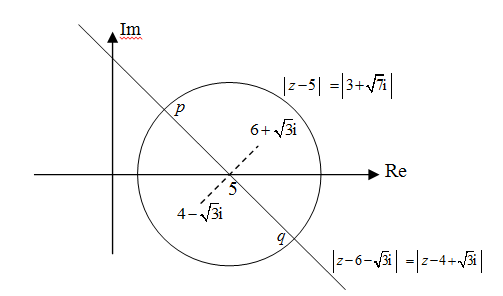 Im
|z−5| = |3+√7i|
p
6+√3i
Re
5
4−√3i
q
|z−6−√3i| = |z−4+√3i|